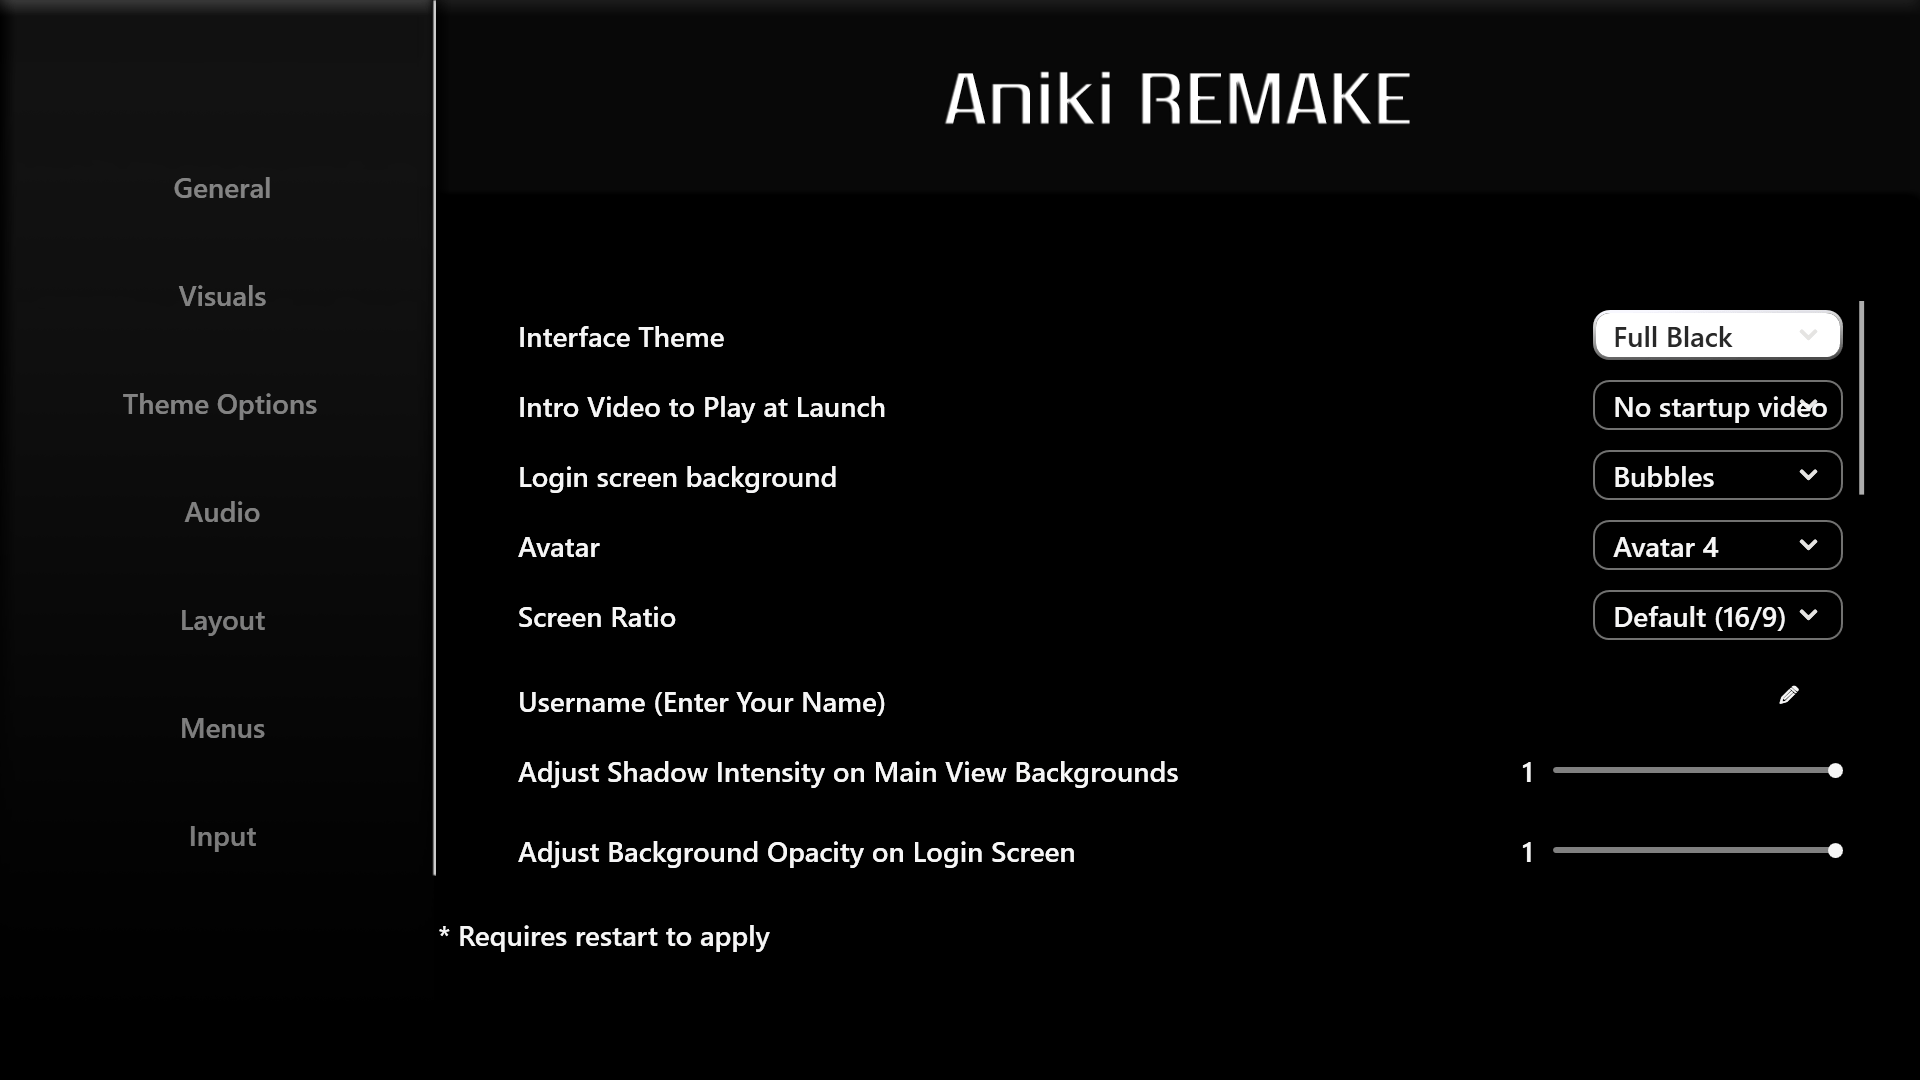 Aniki REMAKE
General
Visuals
Theme Options
Audio
Layout
Menus
Input
Interface Theme
Full Black
Intro Video to Play at Launch
No startup video
Login screen background
Bubbles
Avatar
Avatar 4
Screen Ratio
Default (16/9)
Username (Enter Your Name)
Adjust Shadow Intensity on Main View Backgrounds
1
Adjust Background Opacity on Login Screen
1
* Requires restart to apply